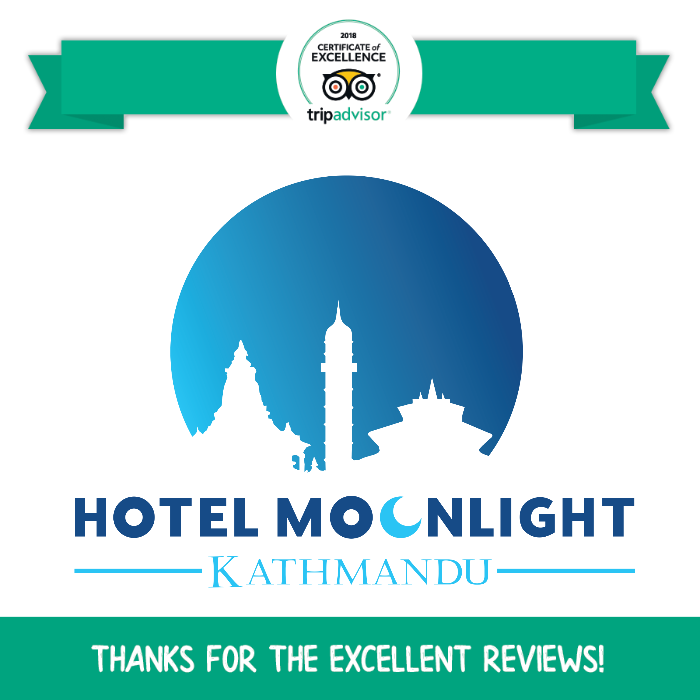 2018
CERTIFICATE of
EXCELLENCE
tripadvisor®
HOTEL MOONLIGHT
KATHMANDU
THANKS FOR THE EXCELLENT REVIEWS!